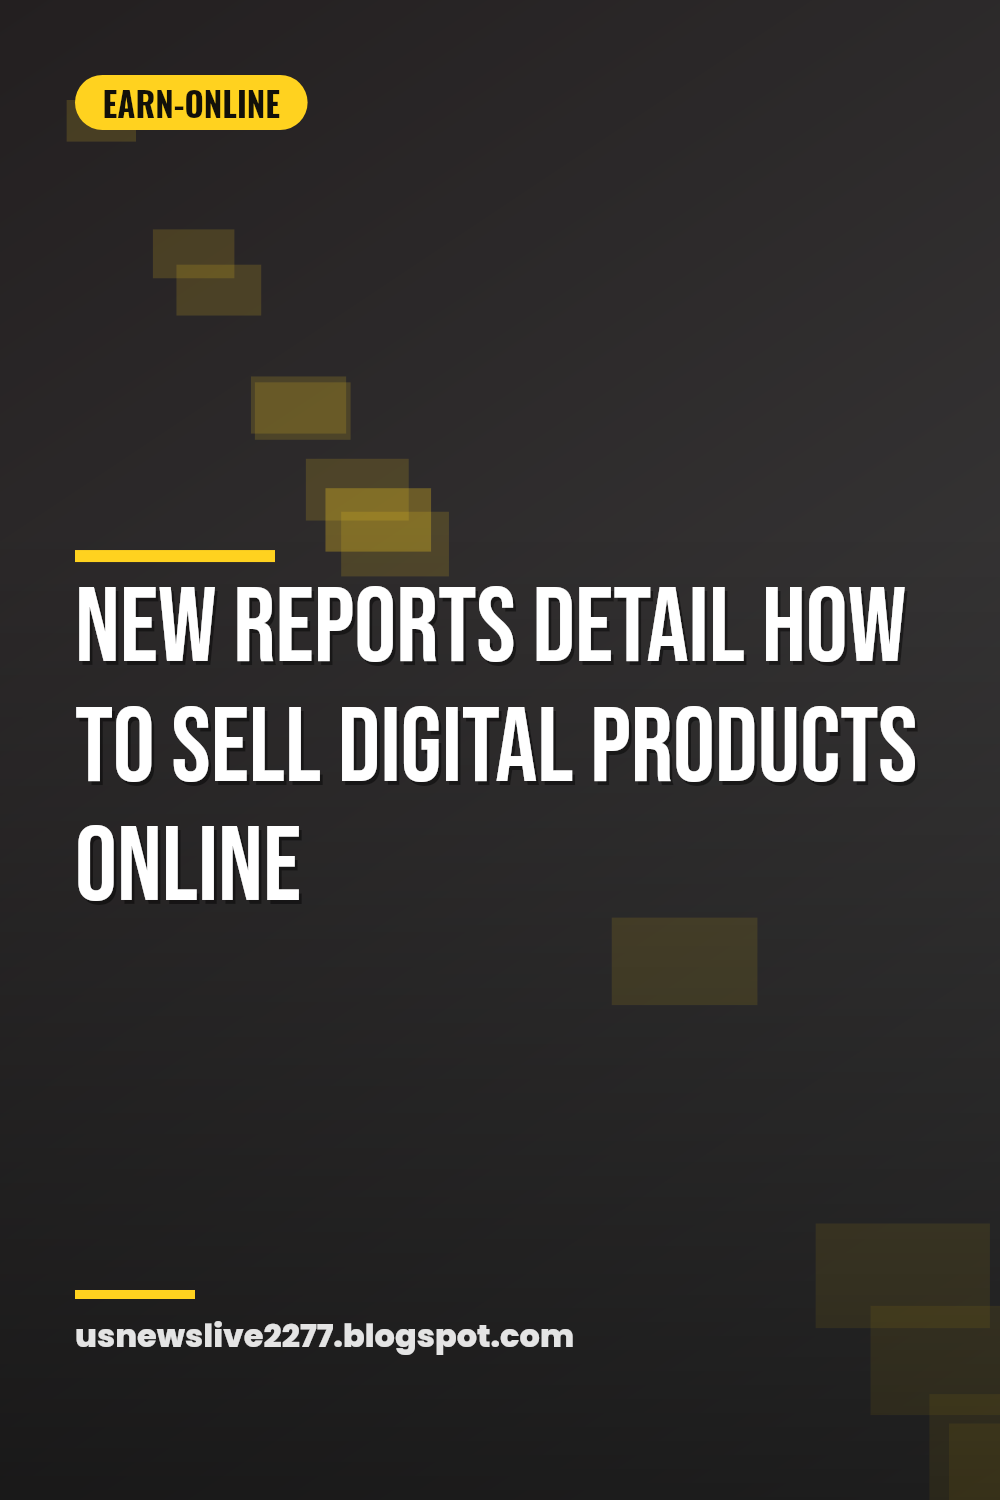 EARN-ONLINE
NEW REPORTS DETAIL HOW
TO SELL DIGITAL PRODUCTS
ONLINE
usnewslive2277.blogspot.com